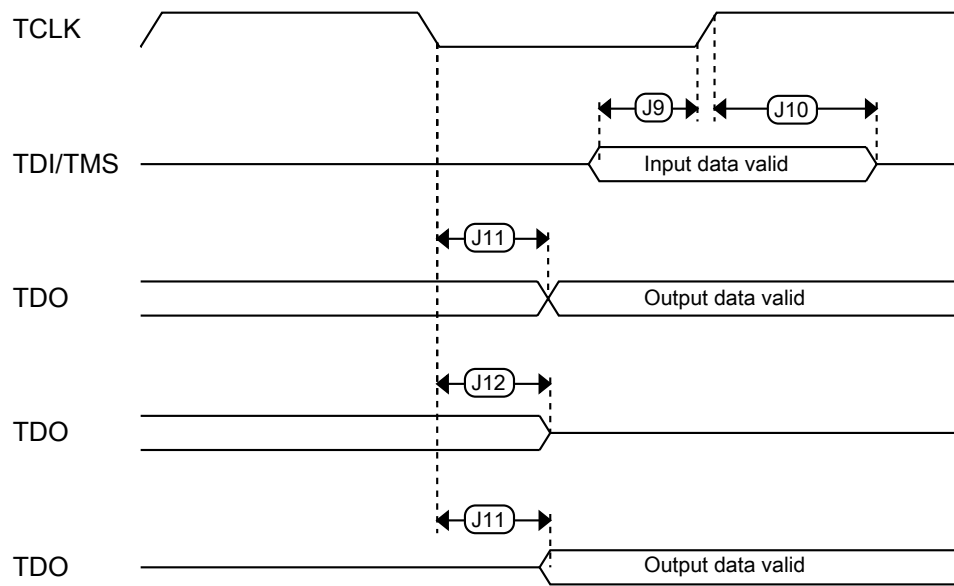 TCLK
J9
J10
TDI/TMS
Input data valid
J11
TDO
Output data valid
J12
TDO
J11
TDO
Output data valid